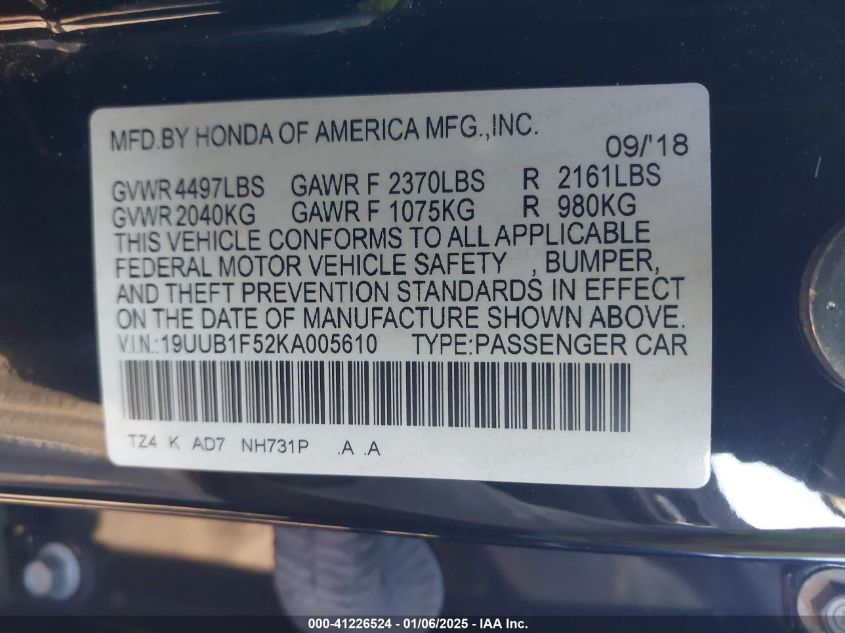 MFD.BY HONDA OF AMERICA MFG.,INC.
09/'18
GVWR 4497LBS GAWR F 2370LBS R 2161LBS
GVWR 2040KG GAWR F 1075KG R 980KG
THIS VEHICLE CONFORMS TO ALL APPLICABLE
FEDERAL MOTOR VEHICLE SAFETY , BUMPER,
AND THEFT PREVENTION STANDARDS IN EFFECT
ON THE DATE OF MANUFACTURE SHOWN ABOVE.
V.I.N.:19UUB1F52KA005610 TYPE:PASSENGER CAR
TZ4 K AD7 NH731P .A .A
000-41226524 — 01/06/2025 - IAA Inc.